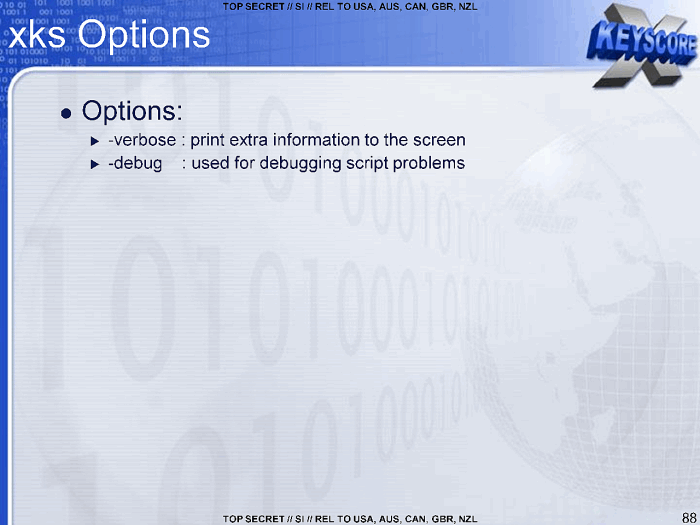 TOP SECRET // SI // REL TO USA, AUS, CAN, GBR, NZL
xks Options
X KEYSCORE
● Options:
► -verbose : print extra information to the screen
► -debug : used for debugging script problems
TOP SECRET // SI // REL TO USA, AUS, CAN, GBR, NZL
88